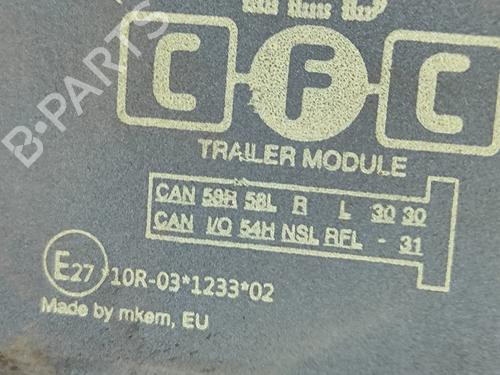 B-PARTS
C F C
TRAILER MODULE
CAN 58R 58L R L 30 30
CAN I/O 54H NSL RFL - 31
E27 *10R-03*1233*02
Made by mkem, EU